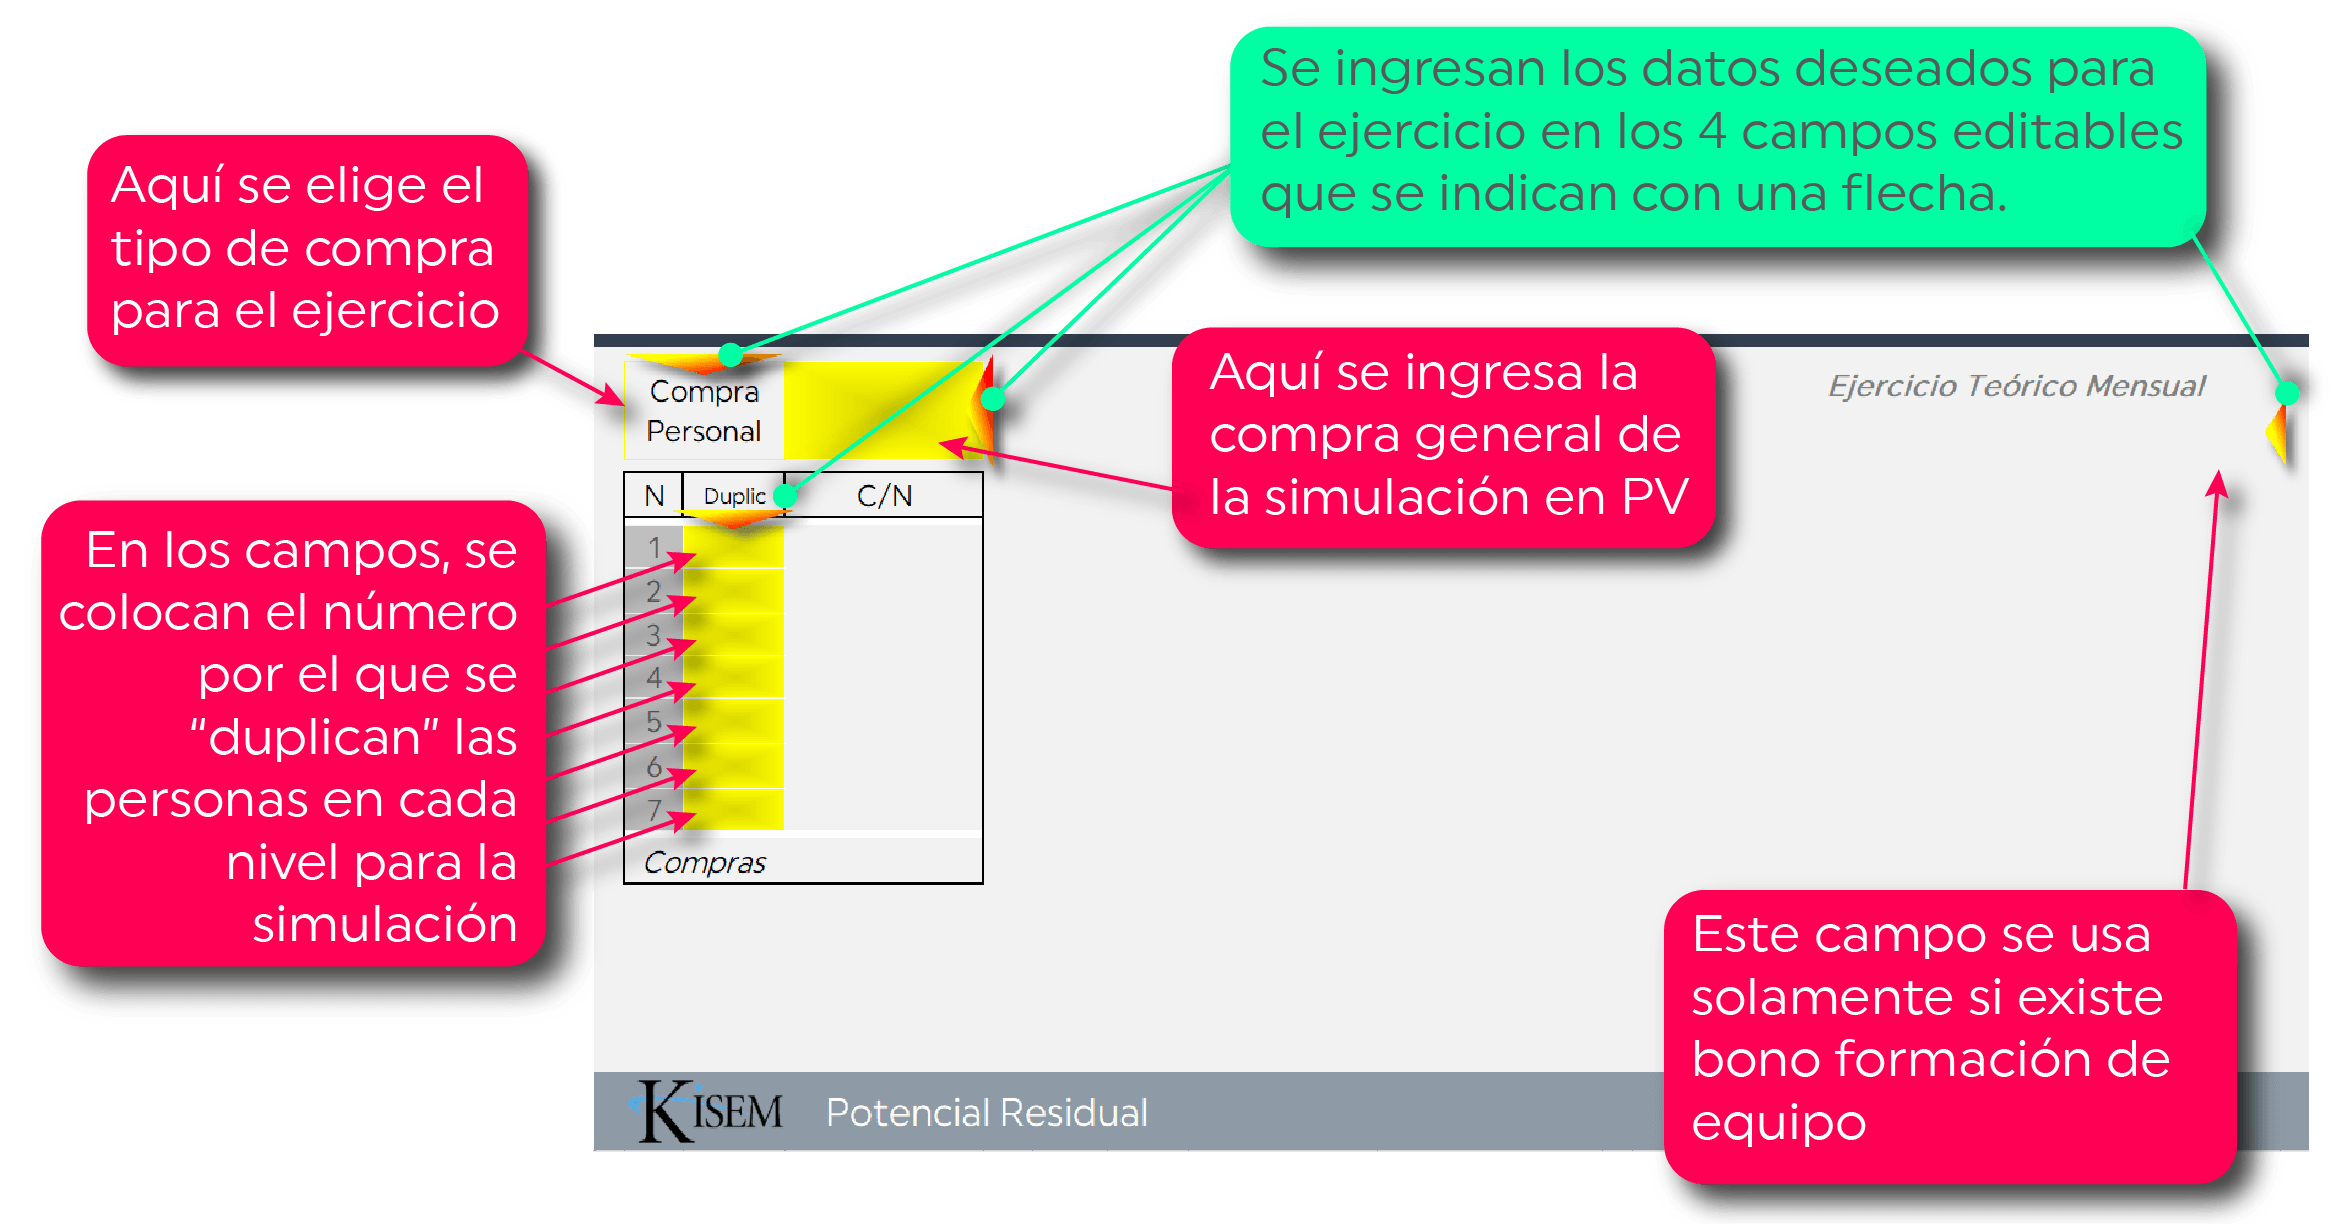 Se ingresan los datos deseados para
el ejercicio en los 4 campos editables
que se indican con una flecha.
Aquí se elige el
tipo de compra
para el ejercicio
Aquí se ingresa la
compra general de
la simulación en PV
Compra
Personal
Ejercicio Teórico Mensual
N Duplic C/N
1
2
3
4
5
6
7
Compras
En los campos, se
colocan el número
por el que se
“duplican” las
personas en cada
nivel para la
simulación
Este campo se usa
solamente si existe
bono formación de
equipo
KISEM Potencial Residual